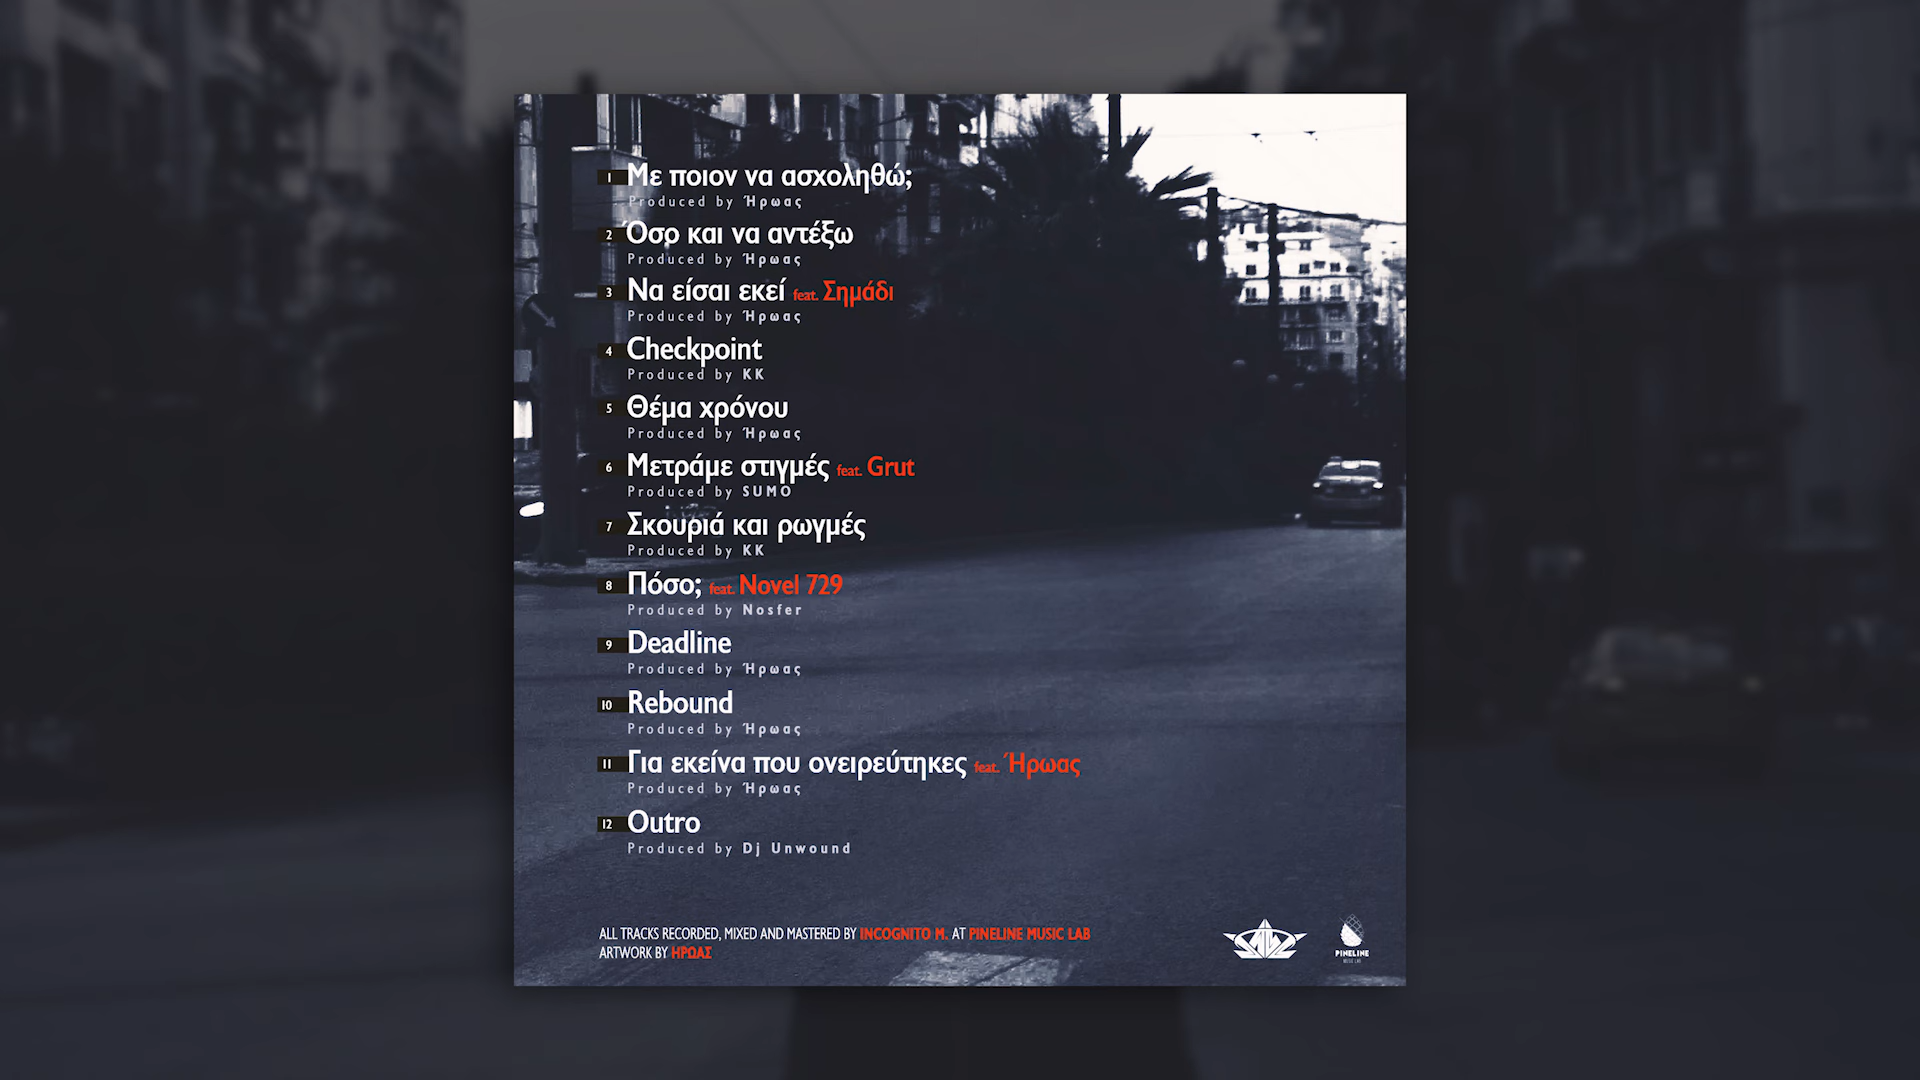 1 Με ποιον να ασχοληθώ;
Produced by Ήρωας
2 Όσο και να αντέξω
Produced by Ήρωας
3 Να είσαι εκεί feat. Σημάδι
Produced by Ήρωας
4 Checkpoint
Produced by KK
5 Θέμα χρόνου
Produced by Ήρωας
6 Μετράμε στιγμές feat. Grut
Produced by SUMO
7 Σκουριά και ρωγμές
Produced by KK
8 Πόσο; feat. Novel 729
Produced by Nosfer
9 Deadline
Produced by Ήρωας
10 Rebound
Produced by Ήρωας
11 Για εκείνα που ονειρεύτηκες feat. Ήρωας
Produced by Ήρωας
12 Outro
Produced by Dj Unwound
ALL TRACKS RECORDED, MIXED AND MASTERED BY INCOGNITO M. AT PINELINE MUSIC LAB
ARTWORK BY ΗΡΩΑΣ
PINELINE
MUSIC LAB